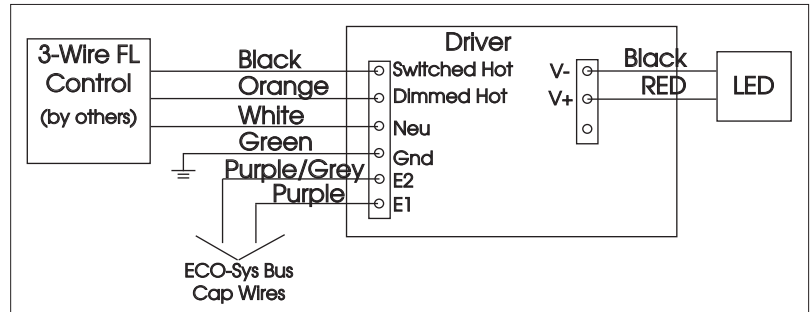 3-Wire FL
Control
(by others)
Black
Orange
White
Green
Purple/Grey
Purple
ECO-Sys Bus
Cap Wires
Driver
Switched Hot
Dimmed Hot
Neu
Gnd
E2
E1
V-
V+
Black
RED
LED